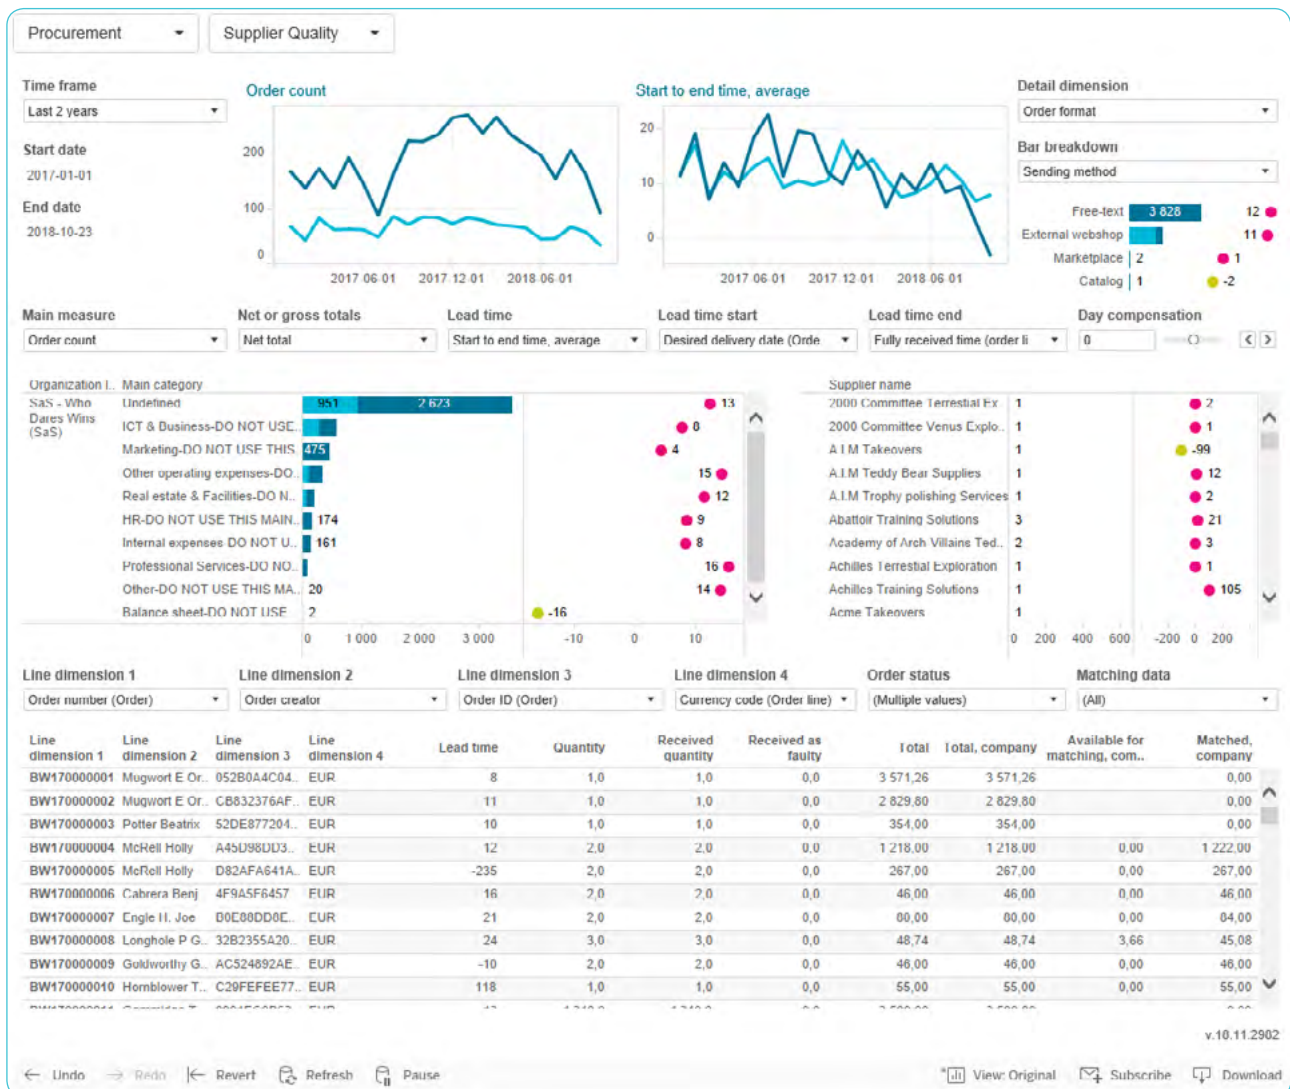 Procurement
Supplier Quality
Time frame
Last 2 years
Start date
2017-01-01
End date
2018-10-23
Order count
200
100
0
2017-06-01 2017-12-01 2018-06-01
Start to end time, average
20
10
0
2017-06-01 2017-12-01 2018-06-01
Detail dimension
Order format
Bar breakdown
Sending method
Free-text 3 828 12
External webshop 11
Marketplace 2 1
Catalog 1 -2
Main measure
Order count
Net or gross totals
Net total
Lead time
Start to end time, average
Lead time start
Desired delivery date (Orde
Lead time end
Fully received time (order li
Day compensation
0
Organization I.. Main category
SaS - Who Dares Wins (SaS)
Undefined 951 2 623 13
ICT & Business-DO NOT USE.. 8
Marketing-DO NOT USE THIS 475 4
Other operating expenses-DO.. 15
Real estate & Facilities-DO N.. 12
HR-DO NOT USE THIS MAIN.. 174 9
Internal expenses DO NOT U.. 161 8
Professional Services-DO NO.. 16
Other-DO NOT USE THIS MA.. 20 14
Balance sheet-DO NOT USE 2 -16
0 1 000 2 000 3 000 -10 0 10
Supplier name
2000 Committee Terrestial Ex.. 1 2
2000 Committee Venus Explo.. 1 1
A.I.M Takeovers 1 -99
A.I.M Teddy Bear Supplies 1 12
A.I.M Trophy polishing Services 1 2
Abattoir Training Solutions 3 21
Academy of Arch Villains Ted.. 2 3
Achilles Terrestial Exploration 1 1
Achilles Training Solutions 1 105
Acme Takeovers 1
0 200 400 600 -200 0 200
Line dimension 1
Order number (Order)
Line dimension 2
Order creator
Line dimension 3
Order ID (Order)
Line dimension 4
Currency code (Order line)
Order status
(Multiple values)
Matching data
(All)
Line dimension 1 Line dimension 2 Line dimension 3 Line dimension 4 Lead time Quantity Received quantity Received as faulty Total Total, company Available for matching, com.. Matched, company
BW170000001 Mugwort E Or.. 052B0A4C04.. EUR 8 1,0 1,0 0,0 3 571,26 3 571,26 0,00
BW170000002 Mugwort E Or.. CB832376AF.. EUR 11 1,0 1,0 0,0 2 829,80 2 829,80 0,00
BW170000003 Potter Beatrix 52DE877204.. EUR 10 1,0 1,0 0,0 354,00 354,00 0,00
BW170000004 McRell Holly A45D98DD3.. EUR 12 2,0 2,0 0,0 1 218,00 1 218,00 0,00 1 222,00
BW170000005 McRell Holly D82AFA641A.. EUR -235 2,0 2,0 0,0 267,00 267,00 0,00 267,00
BW170000006 Cabrera Benj 4F9A5F6457 EUR 16 2,0 2,0 0,0 46,00 46,00 0,00 46,00
BW170000007 Engle H. Joe B0E88DD8E.. EUR 21 2,0 2,0 0,0 80,00 80,00 0,00 84,00
BW170000008 Longhole P G.. 32B2355A20.. EUR 24 3,0 3,0 0,0 48,74 48,74 3,66 45,08
BW170000009 Goldworthy G.. AC524892AE.. EUR -10 2,0 2,0 0,0 46,00 46,00 0,00 46,00
BW170000010 Hornblower T.. C29FEFEE77.. EUR 118 1,0 1,0 0,0 55,00 55,00 0,00 55,00
v.10.11.2902
Undo Redo Revert Refresh Pause View: Original Subscribe Download